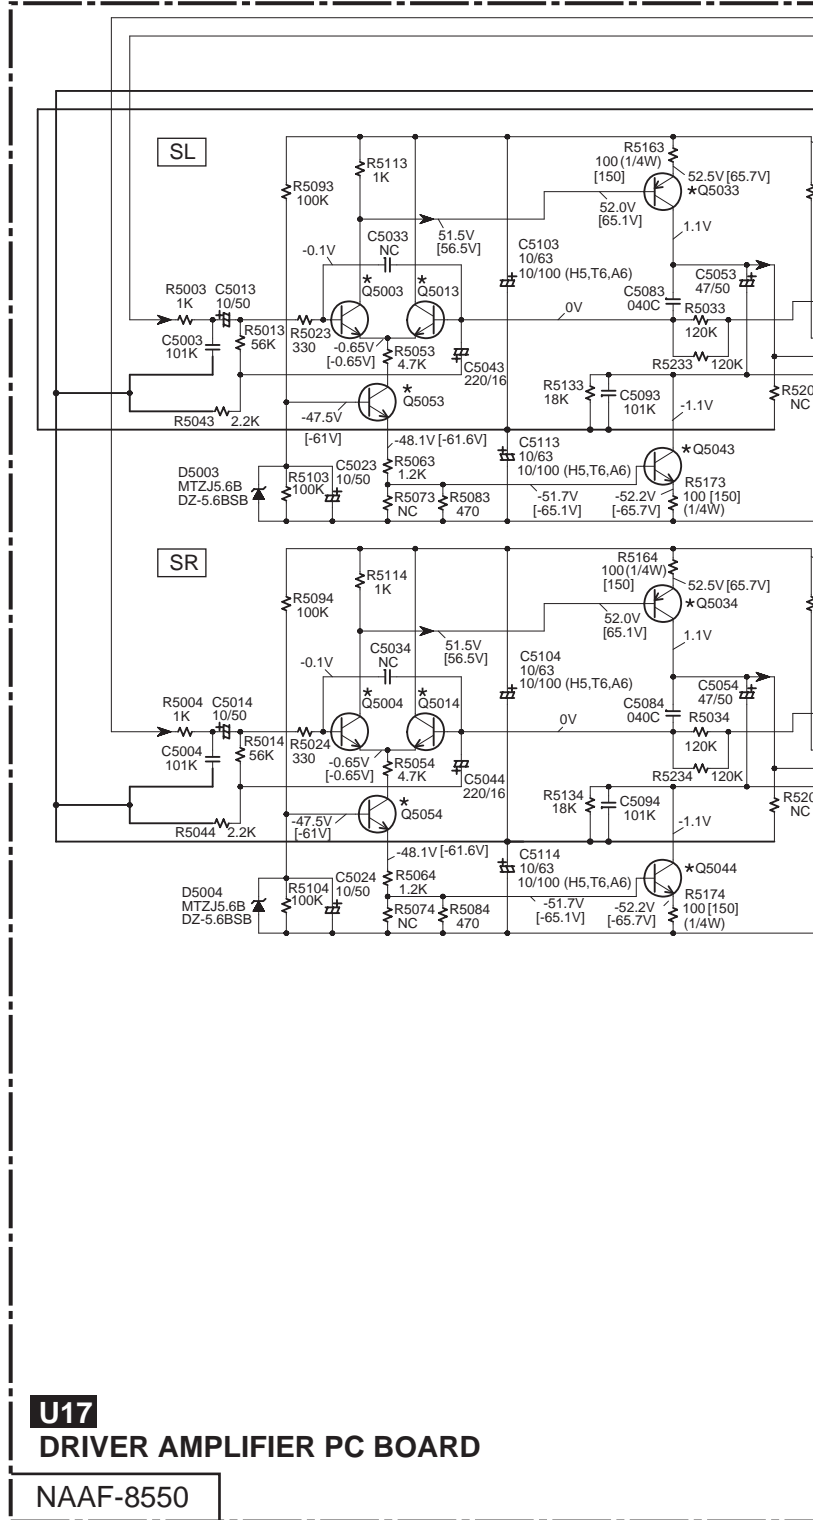 SL
R5163
100 (1/4W)
[150]
52.5V [65.7V]
*Q5033
R5113
1K
R5093
100K
52.0V
[65.1V]
1.1V
51.5V
[56.5V]
-0.1V
C5033
NC
C5103
10/63
10/100 (H5,T6,A6)
C5053
47/50
R5003
1K
C5013
10/50
*
Q5003
*
Q5013
C5083
040C
R5033
120K
0V
C5003
101K
R5013
56K
R5023
330
-0.65V
[-0.65V]
R5053
4.7K
C5043
220/16
R5233
120K
R5133
18K
C5093
101K
R520
NC
*
Q5053
-1.1V
R5043
2.2K
-47.5V
[-61V]
-48.1V [-61.6V]
C5113
10/63
10/100 (H5,T6,A6)
*Q5043
D5003
MTZJ5.6B
DZ-5.6BSB
R5103
100K
C5023
10/50
R5063
1.2K
R5073
NC
R5083
470
-51.7V
[-65.1V]
-52.2V
[-65.7V]
R5173
100 [150]
(1/4W)
SR
R5164
100 (1/4W)
[150]
52.5V [65.7V]
*Q5034
R5114
1K
R5094
100K
52.0V
[65.1V]
1.1V
51.5V
[56.5V]
-0.1V
C5034
NC
C5104
10/63
10/100 (H5,T6,A6)
C5054
47/50
R5004
1K
C5014
10/50
*
Q5004
*
Q5014
C5084
040C
R5034
120K
0V
C5004
101K
R5014
56K
R5024
330
-0.65V
[-0.65V]
R5054
4.7K
C5044
220/16
R5234
120K
R5134
18K
C5094
101K
R520
NC
*
Q5054
-1.1V
R5044
2.2K
-47.5V
[-61V]
-48.1V [-61.6V]
C5114
10/63
10/100 (H5,T6,A6)
*Q5044
D5004
MTZJ5.6B
DZ-5.6BSB
R5104
100K
C5024
10/50
R5064
1.2K
R5074
NC
R5084
470
-51.7V
[-65.1V]
-52.2V
[-65.7V]
R5174
100 [150]
(1/4W)
U17
DRIVER AMPLIFIER PC BOARD
NAAF-8550